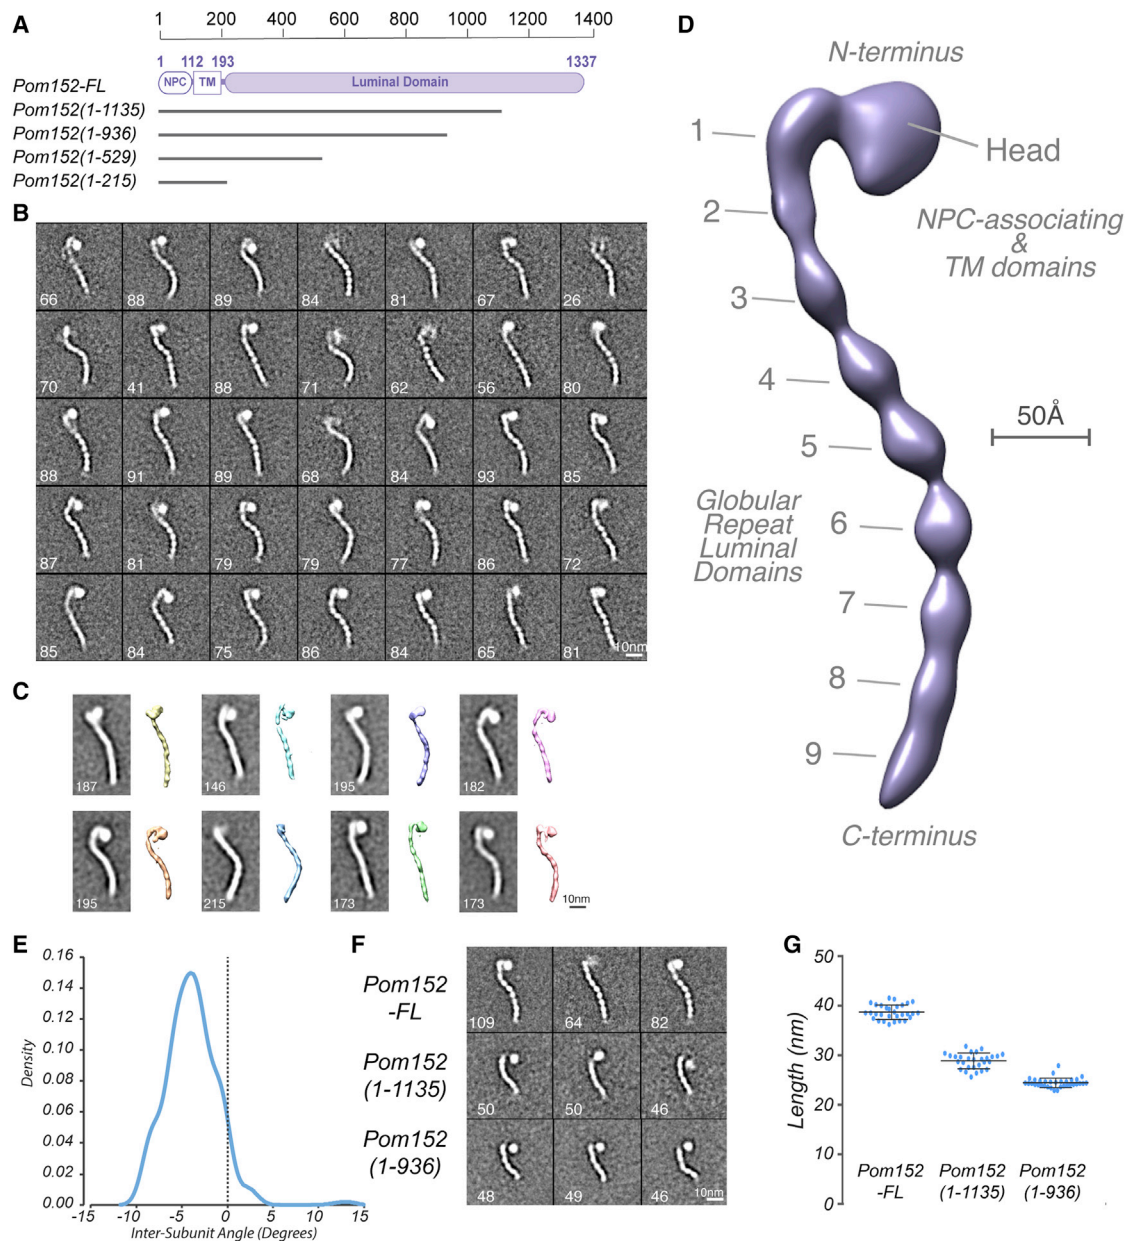 A
1 200 400 600 800 1000 1200 1400
1 112 193 1337
Pom152-FL NPC TM Luminal Domain
Pom152(1-1135)
Pom152(1-936)
Pom152(1-529)
Pom152(1-215)
B
66 88 89 84 81 67 26
70 41 88 71 62 56 80
88 91 89 68 84 93 85
87 81 79 79 77 86 72
85 84 75 86 84 65 81
10nm
C
187 146 195 182
195 215 173 173
10nm
D
N-terminus
1
Head
2
NPC-associating
&
TM domains
3
4
50Å
5
Globular
Repeat
Luminal
Domains
6
7
8
9
C-terminus
E
0.16
0.14
0.12
0.10
0.08
0.06
0.04
0.02
0.00
Density
-15 -10 -5 0 5 10 15
Inter-Subunit Angle (Degrees)
F
Pom152
-FL
109 64 82
Pom152
(1-1135)
50 50 46
Pom152
(1-936)
48 49 46
10nm
G
50
40
30
20
10
0
Length (nm)
Pom152 Pom152 Pom152
-FL (1-1135) (1-936)